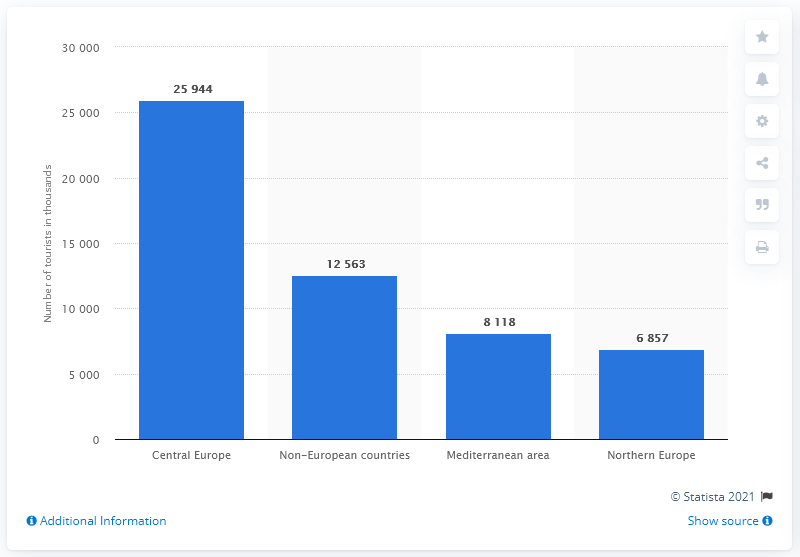 30 000
25 000
20 000
15 000
10 000
5 000
0
Number of tourists in thousands
25 944
12 563
8 118
6 857
Central Europe
Non-European countries
Mediterranean area
Northern Europe
© Statista 2021
Additional Information
Show source